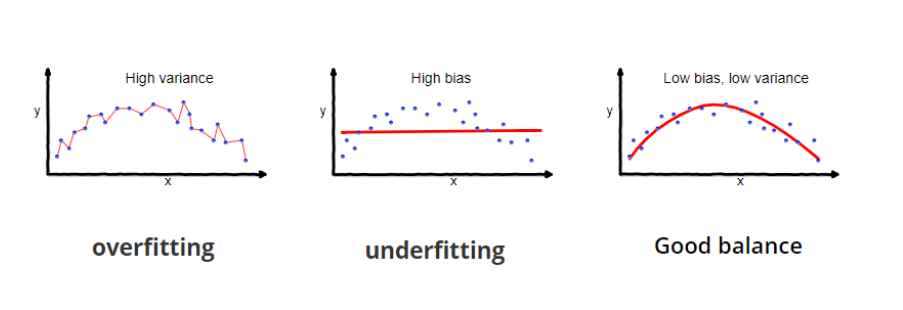 High variance
y
x
overfitting
High bias
y
x
underfitting
Low bias, low variance
y
x
Good balance